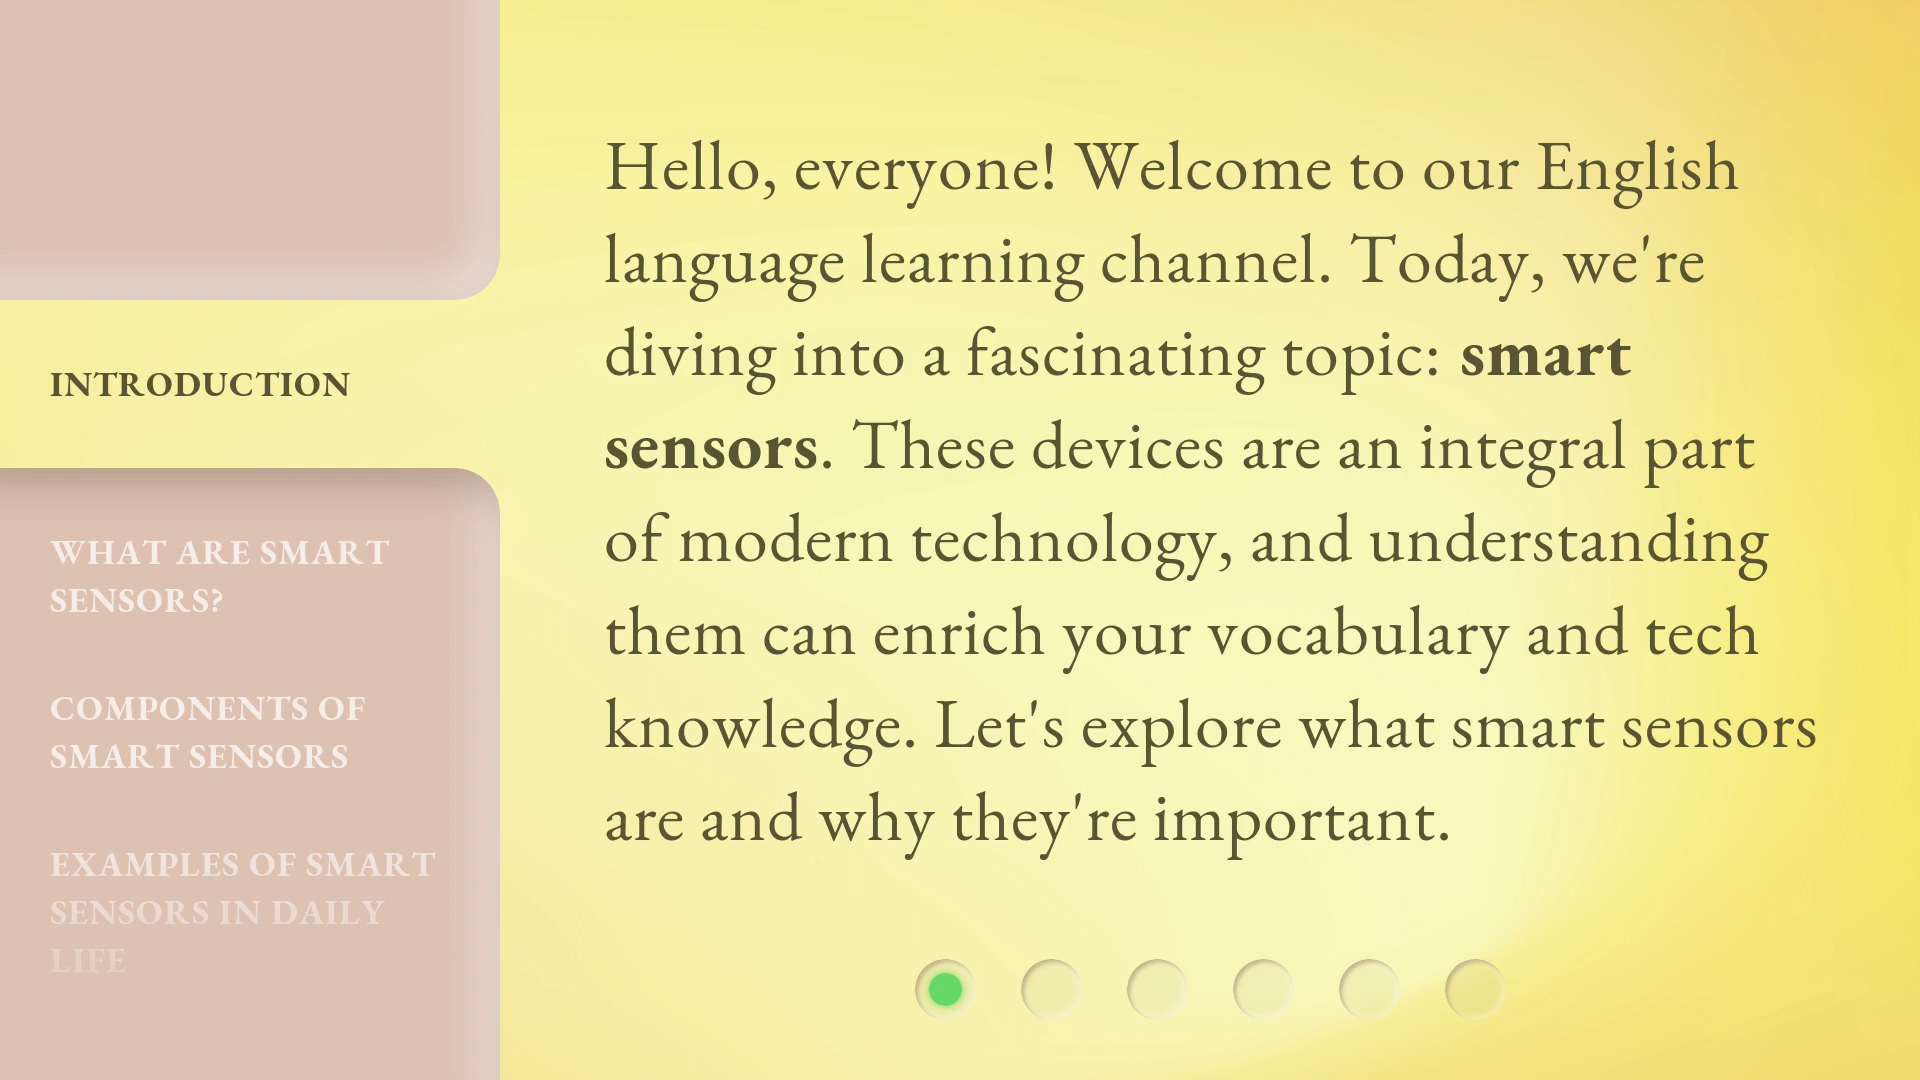 INTRODUCTION
WHAT ARE SMART
SENSORS?
COMPONENTS OF
SMART SENSORS
EXAMPLES OF SMART
SENSORS IN DAILY
LIFE
Hello, everyone! Welcome to our English
language learning channel. Today, we're
diving into a fascinating topic: smart
sensors. These devices are an integral part
of modern technology, and understanding
them can enrich your vocabulary and tech
knowledge. Let's explore what smart sensors
are and why they're important.